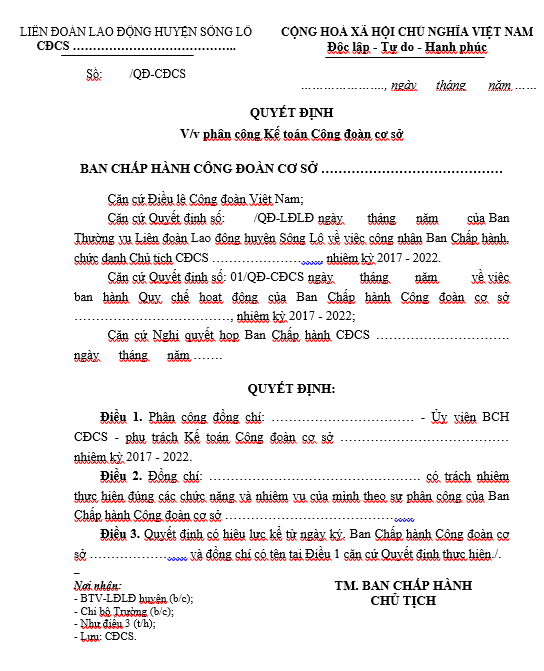 LIÊN ĐOÀN LAO ĐỘNG HUYỆN SÔNG LÔ
CỘNG HOÀ XÃ HỘI CHỦ NGHĨA VIỆT NAM
CĐCS …………………………………..
Độc lập - Tự do - Hạnh phúc
Số: /QĐ-CĐCS
…………………., ngày tháng năm ……
QUYẾT ĐỊNH
V/v phân công Kế toán Công đoàn cơ sở
BAN CHẤP HÀNH CÔNG ĐOÀN CƠ SỞ ……………………………………
Căn cứ Điều lệ Công đoàn Việt Nam;
Căn cứ Quyết định số: /QĐ-LĐLĐ ngày tháng năm của Ban
Thường vụ Liên đoàn Lao động huyện Sông Lô về việc công nhận Ban Chấp hành,
chức danh Chủ tịch CĐCS ………………………. nhiệm kỳ 2017 - 2022.
Căn cứ Quyết định số: 01/QĐ-CĐCS ngày tháng năm về việc
ban hành Quy chế hoạt động của Ban Chấp hành Công đoàn cơ sở
…………………………………, nhiệm kỳ 2017 - 2022;
Căn cứ Nghị quyết họp Ban Chấp hành CĐCS ……………………………
ngày tháng năm …….
QUYẾT ĐỊNH:
Điều 1. Phân công đồng chí: ……………………………… - Ủy viên BCH
CĐCS - phụ trách Kế toán Công đoàn cơ sở ……………………………………
nhiệm kỳ 2017 - 2022.
Điều 2. Đồng chí: …………………………………………… có trách nhiệm
thực hiện đúng các chức năng và nhiệm vụ của mình theo sự phân công của Ban
Chấp hành Công đoàn cơ sở …………………………………………
Điều 3. Quyết định có hiệu lực kể từ ngày ký. Ban Chấp hành Công đoàn cơ
sở …………………… và đồng chí có tên tại Điều 1 căn cứ Quyết định thực hiện./.
Nơi nhận:
TM. BAN CHẤP HÀNH
- BTV-LĐLĐ huyện (b/c);
CHỦ TỊCH
- Chi bộ Trường (b/c);
- Như điều 3 (t/h);
- Lưu: CĐCS.